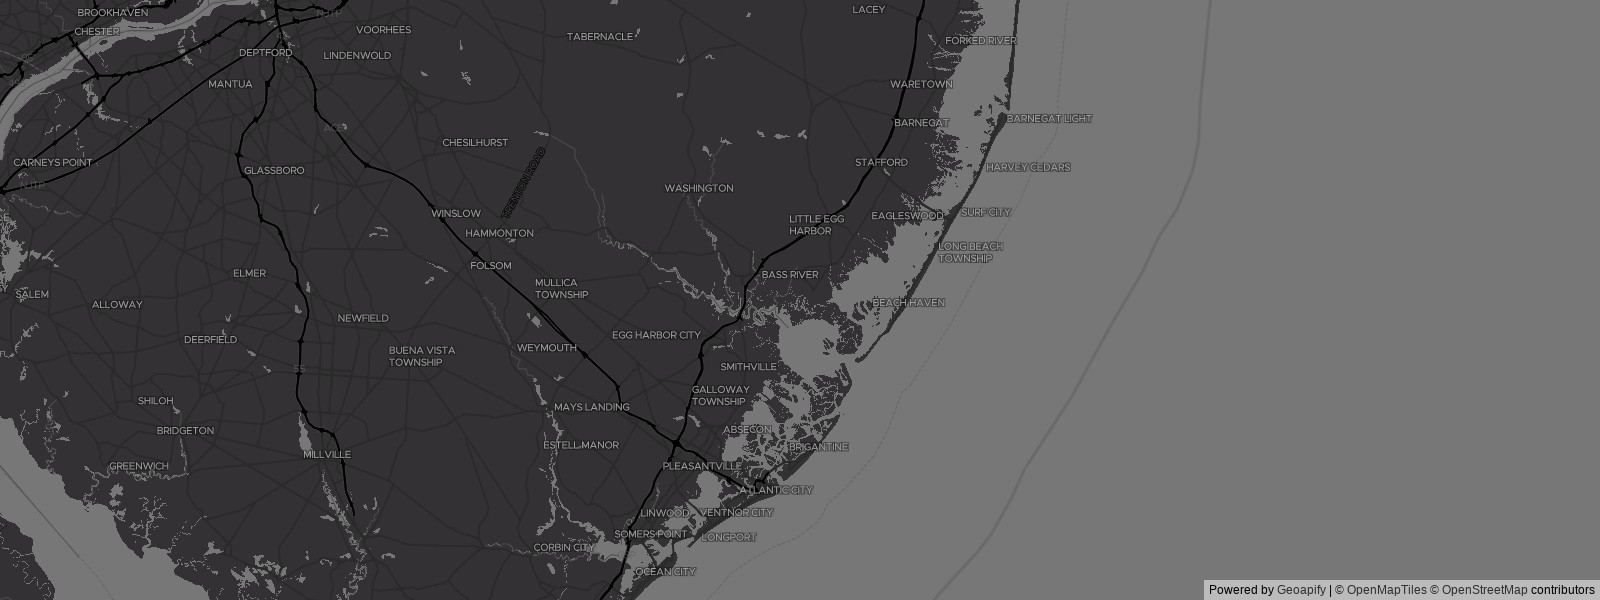 BROOKHAVEN
NJTP
LACEY
CHESTER
VOORHEES
TABERNACLE
FORKED RIVER
DEPTFORD
LINDENWOLD
MANTUA
WARETOWN
BARNEGAT LIGHT
BARNEGAT
ACE
CHESILHURST
CARNEYS POINT
STAFFORD
HARVEY CEDARS
GLASSBORO
NJTP
TRENTON ROAD
WASHINGTON
WINSLOW
LITTLE EGG
HARBOR
EAGLESWOOD
SURF CITY
HAMMONTON
LONG BEACH
TOWNSHIP
FOLSOM
ELMER
BASS RIVER
MULLICA
TOWNSHIP
SALEM
ALLOWAY
BEACH HAVEN
NEWFIELD
DEERFIELD
EGG HARBOR CITY
WEYMOUTH
BUENA VISTA
TOWNSHIP
SMITHVILLE
55
GALLOWAY
TOWNSHIP
SHILOH
MAYS LANDING
BRIDGETON
ABSECON
ESTELL MANOR
BRIGANTINE
MILLVILLE
GREENWICH
PLEASANTVILLE
ATLANTIC CITY
LINWOOD
VENTNOR CITY
SOMERS POINT
LONGPORT
CORBIN CITY
OCEAN CITY
Powered by Geoapify | © OpenMapTiles © OpenStreetMap contributors